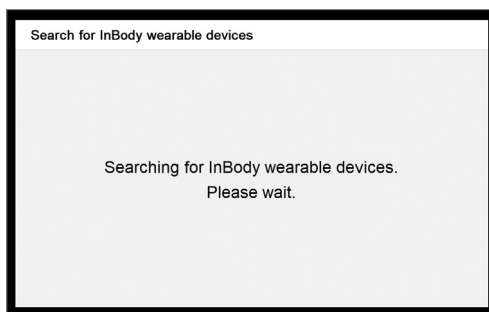 Search for InBody wearable devices
Searching for InBody wearable devices.
Please wait.